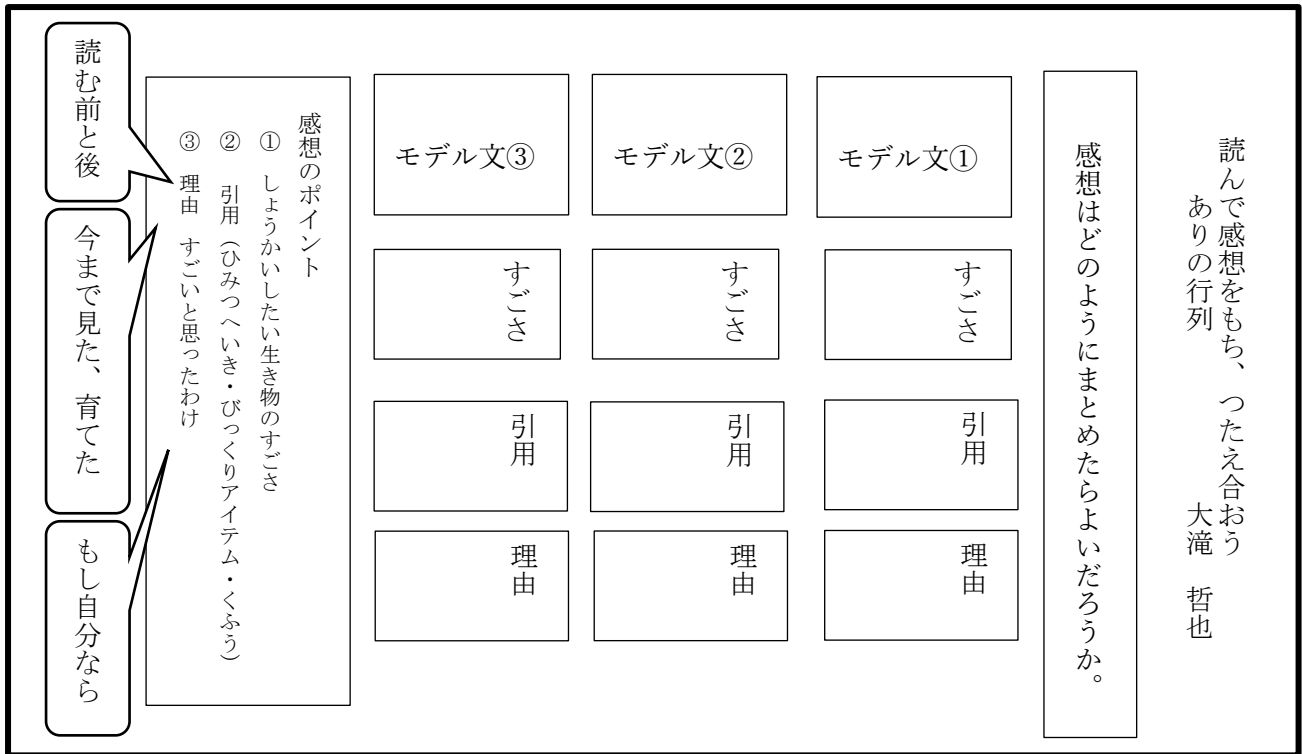 読んで感想をもち、つたえ合おう
ありの行列
大滝 哲也
感想はどのようにまとめたらよいだろうか。
モデル文①
すごさ
引用
理由
モデル文②
すごさ
引用
理由
モデル文③
すごさ
引用
理由
感想のポイント
① しょうかいしたい生き物のすごさ
② 引用（ひみつへいき・びっくりアイテム・くふう）
③ 理由 すごいと思ったわけ
読む前と後
今まで見た、育てた
もし自分なら